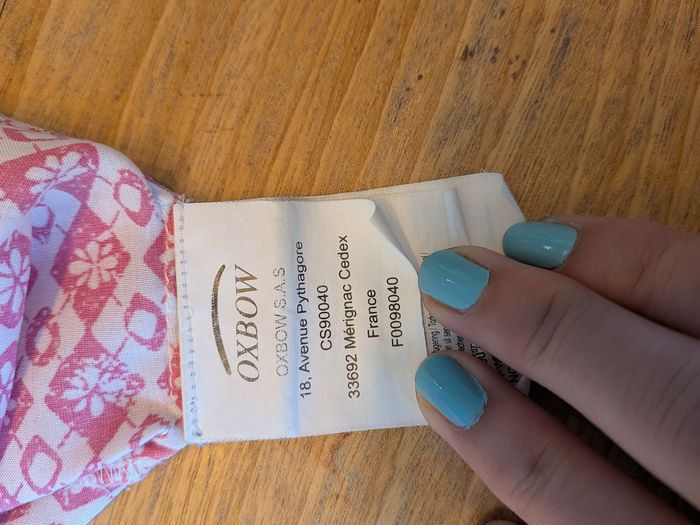 OXBOW
OXBOW S.A.S
18, Avenue Pythagore
CS90040
33692 Mérignac Cedex
France
F0098040